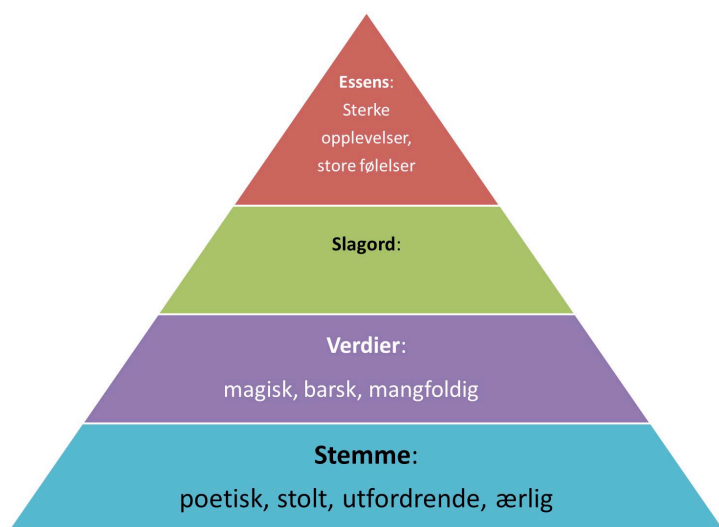 Essens:
Sterke
opplevelser,
store følelser
Slagord:
Verdier:
magisk, barsk, mangfoldig
Stemme:
poetisk, stolt, utfordrende, ærlig